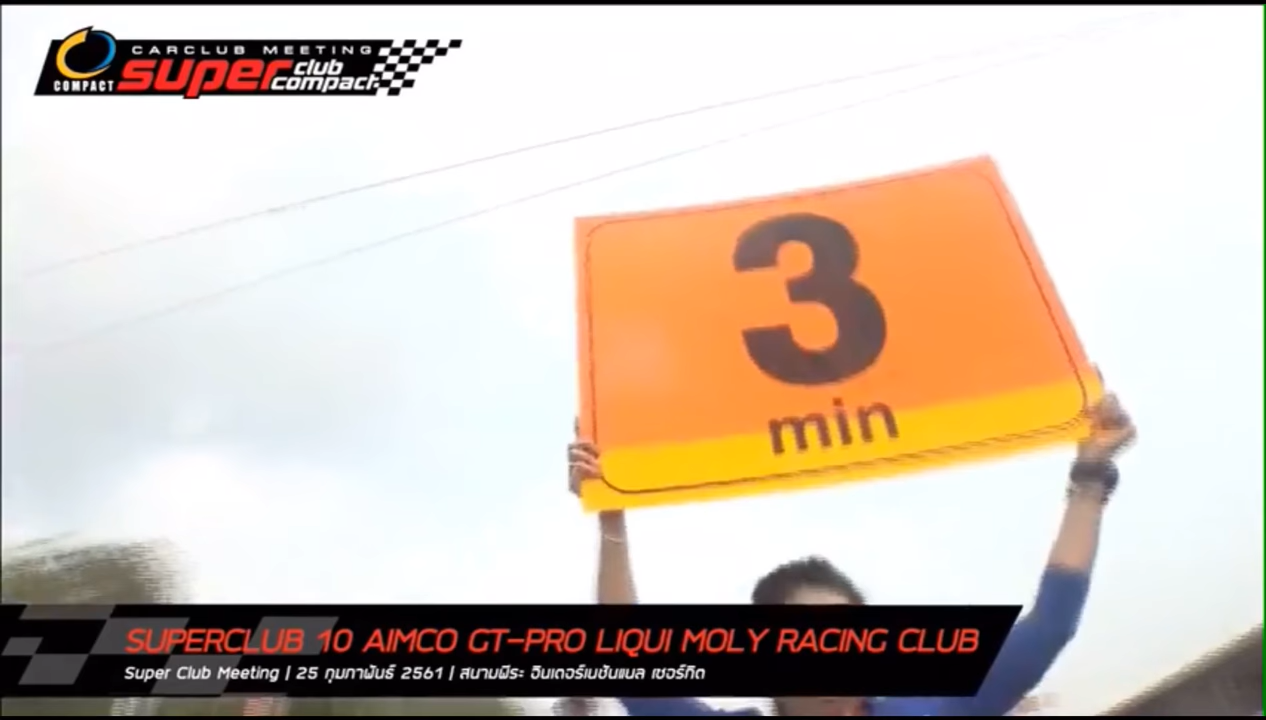 CARCLUB MEETING
COMPACT super club compact
3
min
SUPERCLUB 10 AIMCO GT-PRO LIQUI MOLY RACING CLUB
Super Club Meeting | 25 กุมภาพันธ์ 2561 | สนามพีระ อินเตอร์เนชั่นแนล เซอร์กิต